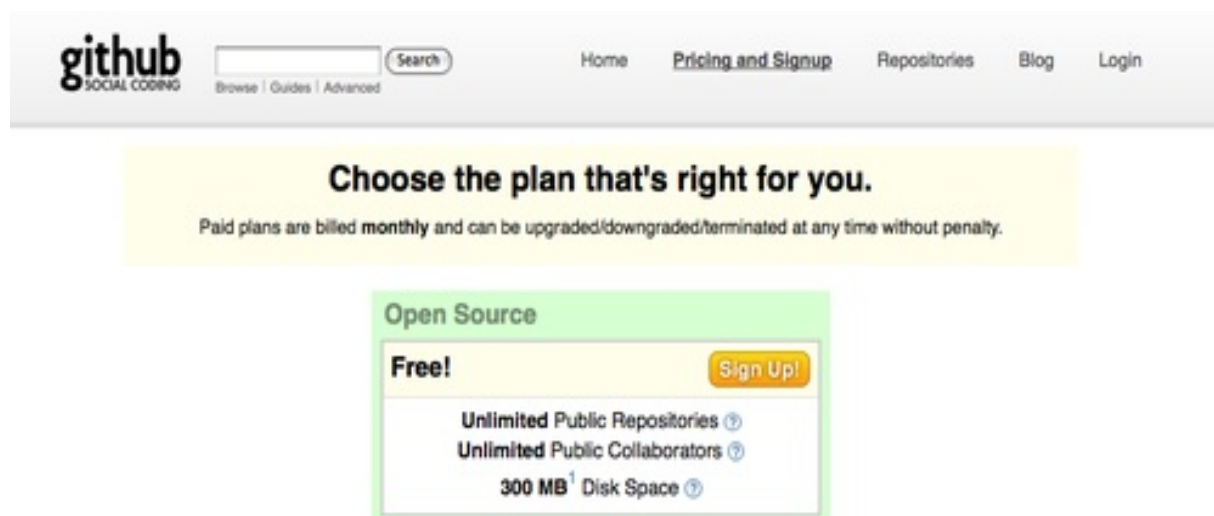 github
SOCIAL CODING
Search
Browse | Guides | Advanced
Home Pricing and Signup Repositories Blog Login
Choose the plan that's right for you.
Paid plans are billed monthly and can be upgraded/downgraded/terminated at any time without penalty.
Open Source
Free! Sign Up!
Unlimited Public Repositories ?
Unlimited Public Collaborators ?
300 MB¹ Disk Space ?